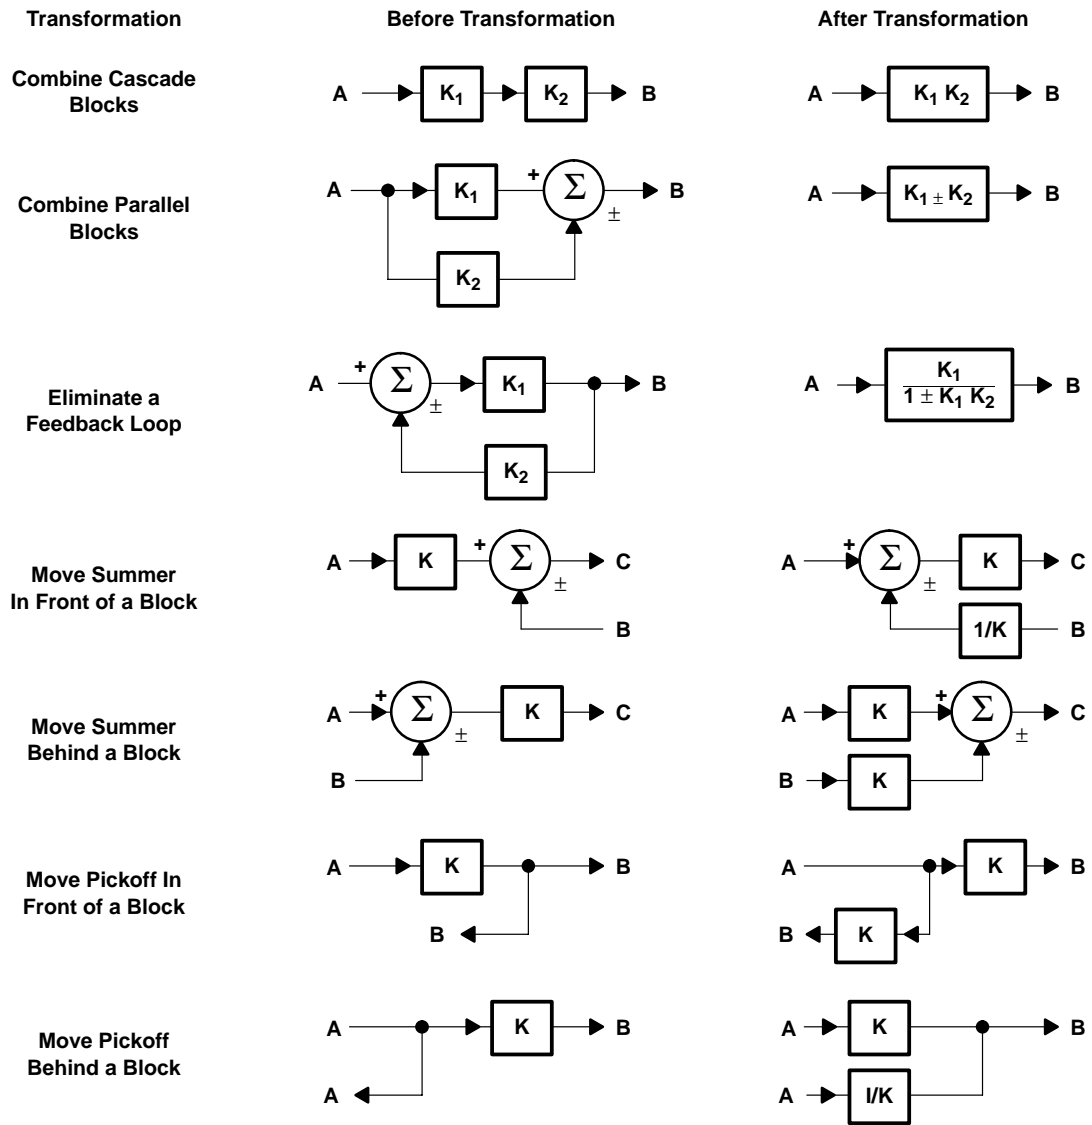 Transformation Before Transformation After Transformation
Combine Cascade
Blocks
A K1 K2 B
A K1 K2 B
Combine Parallel
Blocks
A K1 + Σ ± B
K2
A K1 ± K2 B
Eliminate a
Feedback Loop
A + Σ ± K1 B
K2
A K1 B
1 ± K1 K2
Move Summer
In Front of a Block
A K + Σ ± C
B
A + Σ ± K C
1/K B
Move Summer
Behind a Block
A + Σ ± K C
B
A K + Σ ± C
B K
Move Pickoff In
Front of a Block
A K B
B
A K B
B K
Move Pickoff
Behind a Block
A K B
A
A K B
A I/K